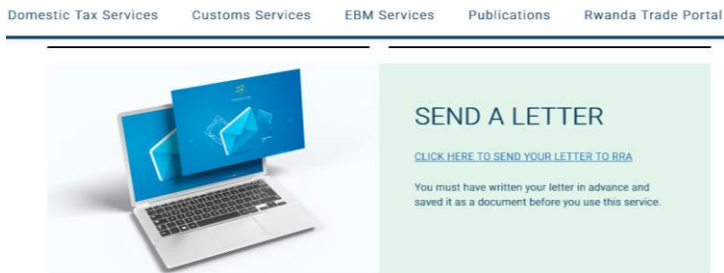 Domestic Tax Services Customs Services EBM Services Publications Rwanda Trade Portal
SEND A LETTER
CLICK HERE TO SEND YOUR LETTER TO RRA
You must have written your letter in advance and
saved it as a document before you use this service.